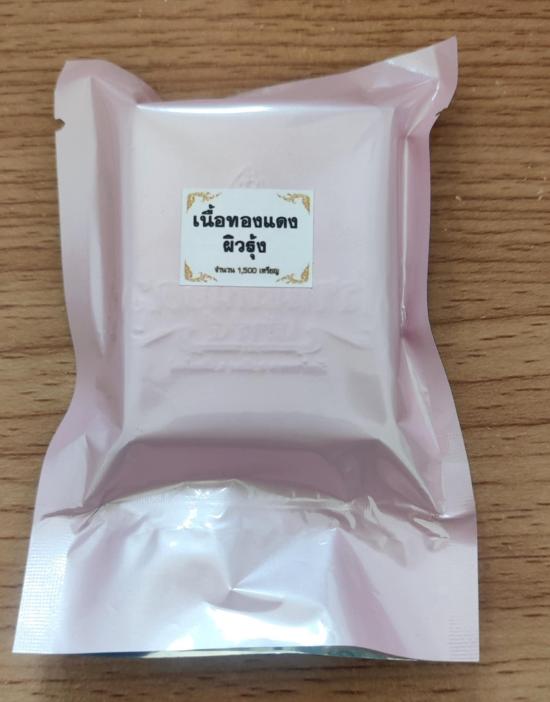 เนื้อทองแดง
ผิวรุ้ง
จำนวน 1,500 เหรียญ